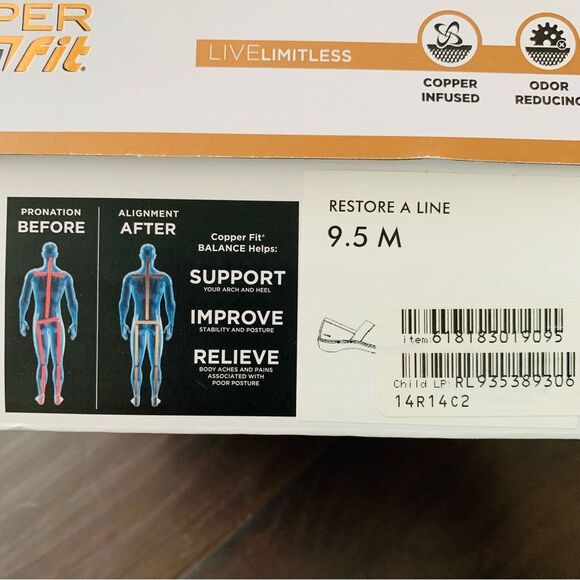 PER
Fit
LIVELIMITLESS
COPPER
INFUSED
ODOR
REDUCING
PRONATION
BEFORE
ALIGNMENT
AFTER
Copper Fit®
BALANCE Helps:
SUPPORT
YOUR ARCH AND HEEL
IMPROVE
STABILITY AND POSTURE
RELIEVE
BODY ACHES AND PAINS
ASSOCIATED WITH
POOR POSTURE
RESTORE A LINE
9.5 M
item:618183019095
Child LP:RL935389306
14R14C2